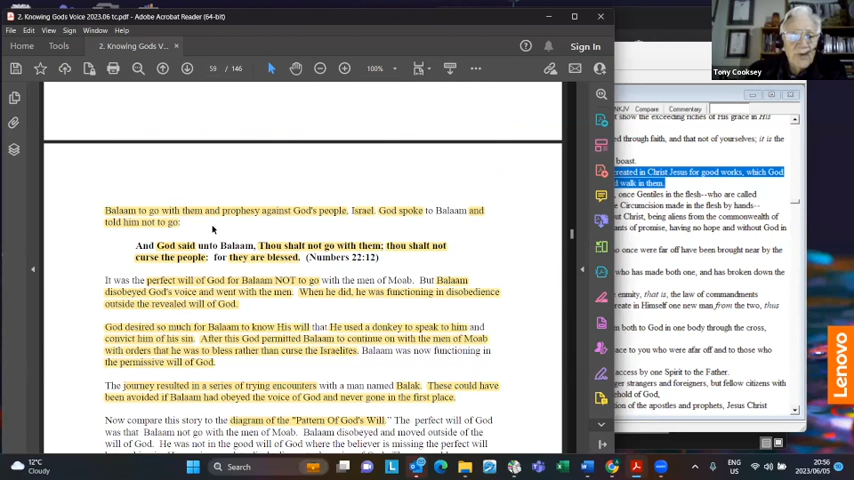 2. Knowing Gods Voice 2023.06 tc.pdf - Adobe Acrobat Reader (64-bit)
File Edit View Sign Window Help
Home Tools 2. Knowing Gods Voice... × Sign In
59 / 146 100%
Balaam to go with them and prophesy against God's people, Israel. God spoke to Balaam and
told him not to go:
And God said unto Balaam, Thou shalt not go with them; thou shalt not
curse the people: for they are blessed. (Numbers 22:12)
It was the perfect will of God for Balaam NOT to go with the men of Moab. But Balaam
disobeyed God's voice and went with the men. When he did, he was functioning in disobedience
outside the revealed will of God.
God desired so much for Balaam to know His will that He used a donkey to speak to him and
convict him of his sin. After this God permitted Balaam to continue on with the men of Moab
with orders that he was to bless rather than curse the Israelites. Balaam was now functioning in
the permissive will of God.
The journey resulted in a series of trying encounters with a man named Balak. These could have
been avoided if Balaam had obeyed the voice of God and never gone in the first place.
Now compare this story to the diagram of the "Pattern Of God's Will." The perfect will of God
was that Balaam not go with the men of Moab. Balaam disobeyed and moved outside of the
will of God. He was not in the good will of God where the believer is missing the perfect will
Tony Cooksey
NKJV Compare Commentary
t show the exceeding riches of His grace in His
ed through faith, and that not of yourselves; it is the
boast.
created in Christ Jesus for good works, which God
l walk in them.
once Gentiles in the flesh--who are called
e Circumcision made in the flesh by hands--
out Christ, being aliens from the commonwealth of
ants of promise, having no hope and without God in
o once were far off have been brought near by the
who has made both one, and has broken down the
e enmity, that is, the law of commandments
reate in Himself one new man from the two, thus
m both to God in one body through the cross,
ace to you who were afar off and to those who
access by one Spirit to the Father.
ger strangers and foreigners, but fellow citizens with
ehold of God,
tion of the apostles and prophets, Jesus Christ
Lenovo
12°C
Cloudy
Search
ENG
US
20:56
2023/06/05